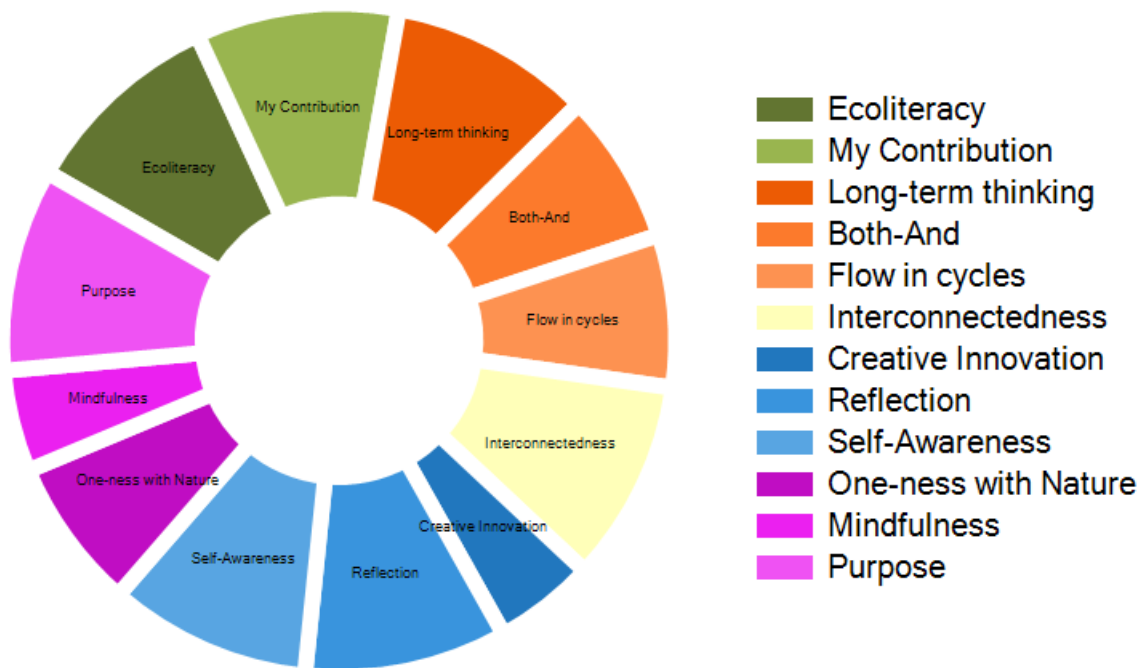 My Contribution
Long-term thinking
Ecoliteracy
Both-And
Purpose
Flow in cycles
Mindfulness
Interconnectedness
One-ness with Nature
Creative Innovation
Self-Awareness
Reflection
Ecoliteracy
My Contribution
Long-term thinking
Both-And
Flow in cycles
Interconnectedness
Creative Innovation
Reflection
Self-Awareness
One-ness with Nature
Mindfulness
Purpose